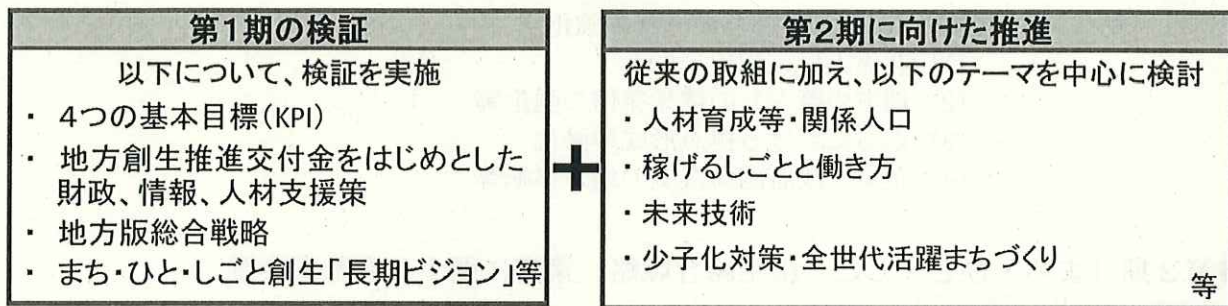 第1期の検証
以下について、検証を実施
・ 4つの基本目標(KPI)
・ 地方創生推進交付金をはじめとした
財政、情報、人材支援策
・ 地方版総合戦略
・ まち・ひと・しごと創生「長期ビジョン」等
+
第2期に向けた推進
従来の取組に加え、以下のテーマを中心に検討
・人材育成等・関係人口
・稼げるしごとと働き方
・未来技術
・少子化対策・全世代活躍まちづくり
等